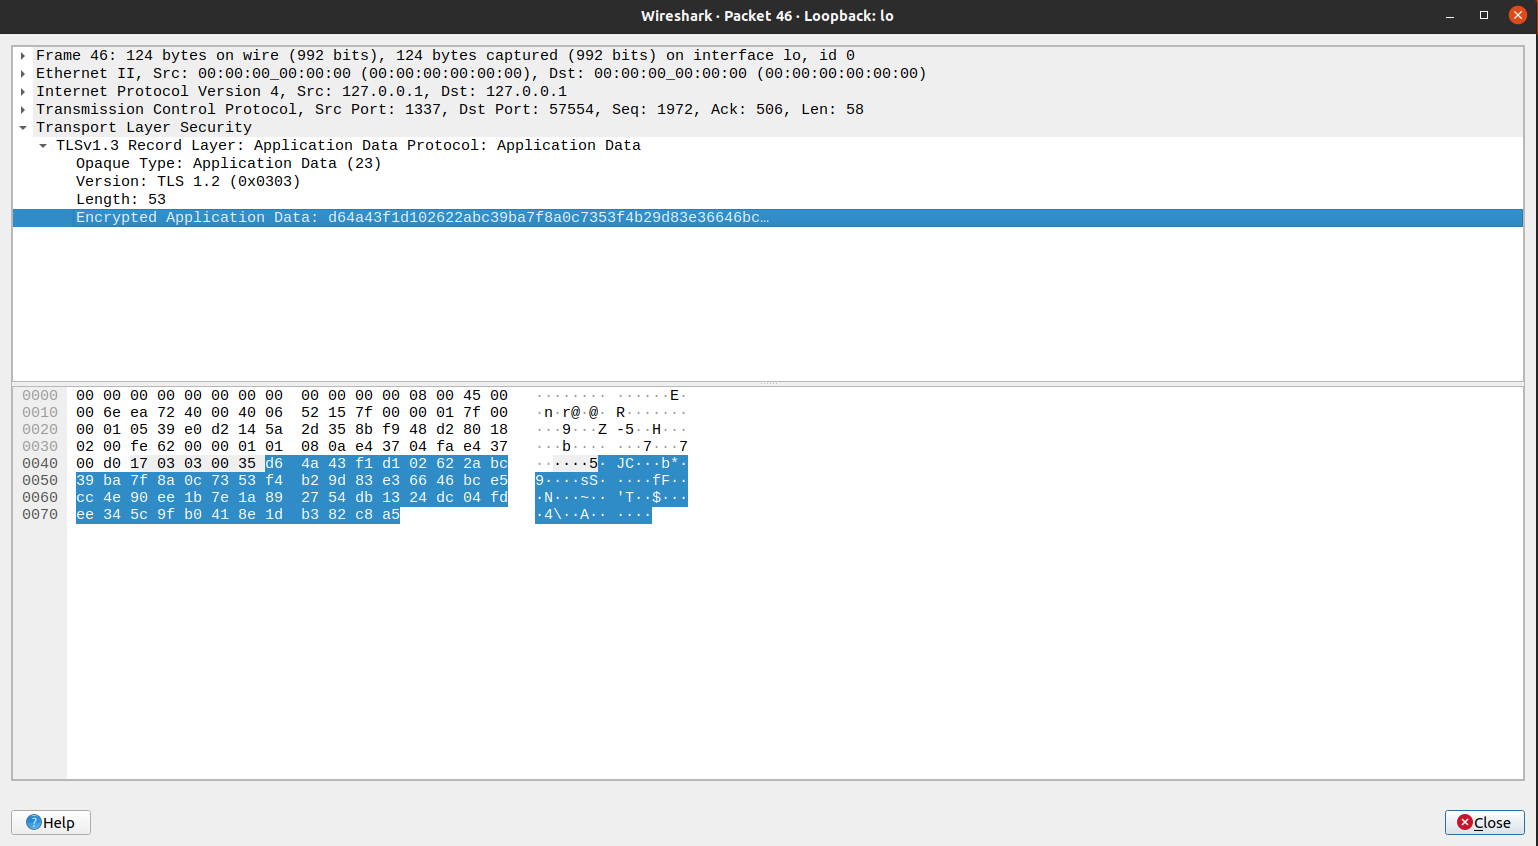 Wireshark · Packet 46 · Loopback: lo
Frame 46: 124 bytes on wire (992 bits), 124 bytes captured (992 bits) on interface lo, id 0
Ethernet II, Src: 00:00:00_00:00:00 (00:00:00:00:00:00), Dst: 00:00:00_00:00:00 (00:00:00:00:00:00)
Internet Protocol Version 4, Src: 127.0.0.1, Dst: 127.0.0.1
Transmission Control Protocol, Src Port: 1337, Dst Port: 57554, Seq: 1972, Ack: 506, Len: 58
Transport Layer Security
TLSv1.3 Record Layer: Application Data Protocol: Application Data
Opaque Type: Application Data (23)
Version: TLS 1.2 (0x0303)
Length: 53
Encrypted Application Data: d64a43f1d102622abc39ba7f8a0c7353f4b29d83e36646bc…
0000 00 00 00 00 00 00 00 00 00 00 00 00 08 00 45 00 ········ ······E·
0010 00 6e ea 72 40 00 40 06 52 15 7f 00 00 01 7f 00 ·n·r@·@· R·······
0020 00 01 05 39 e0 d2 14 5a 2d 35 8b f9 48 d2 80 18 ···9···Z -5··H···
0030 02 00 fe 62 00 00 01 01 08 0a e4 37 04 fa e4 37 ···b···· ···7···7
0040 00 d0 17 03 03 00 35 d6 4a 43 f1 d1 02 62 2a bc ······5· JC···b*·
0050 39 ba 7f 8a 0c 73 53 f4 b2 9d 83 e3 66 46 bc e5 9····sS· ····fF··
0060 cc 4e 90 ee 1b 7e 1a 89 27 54 db 13 24 dc 04 fd ·N···~·· 'T··$···
0070 ee 34 5c 9f b0 41 8e 1d b3 82 c8 a5 ·4\··A·· ····
Help
Close